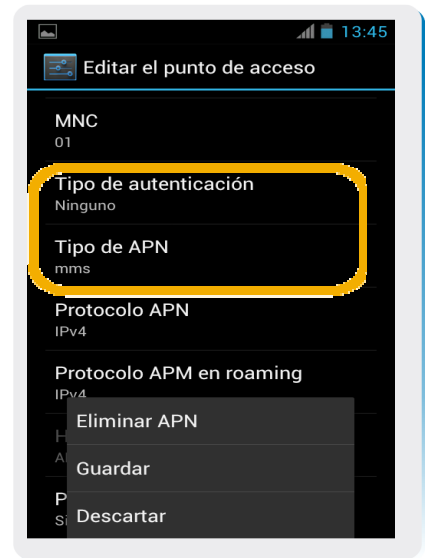 13:45
Editar el punto de acceso
MNC
01
Tipo de autenticación
Ninguno
Tipo de APN
mms
Protocolo APN
IPv4
Protocolo APM en roaming
IPv4
Eliminar APN
Guardar
Descartar